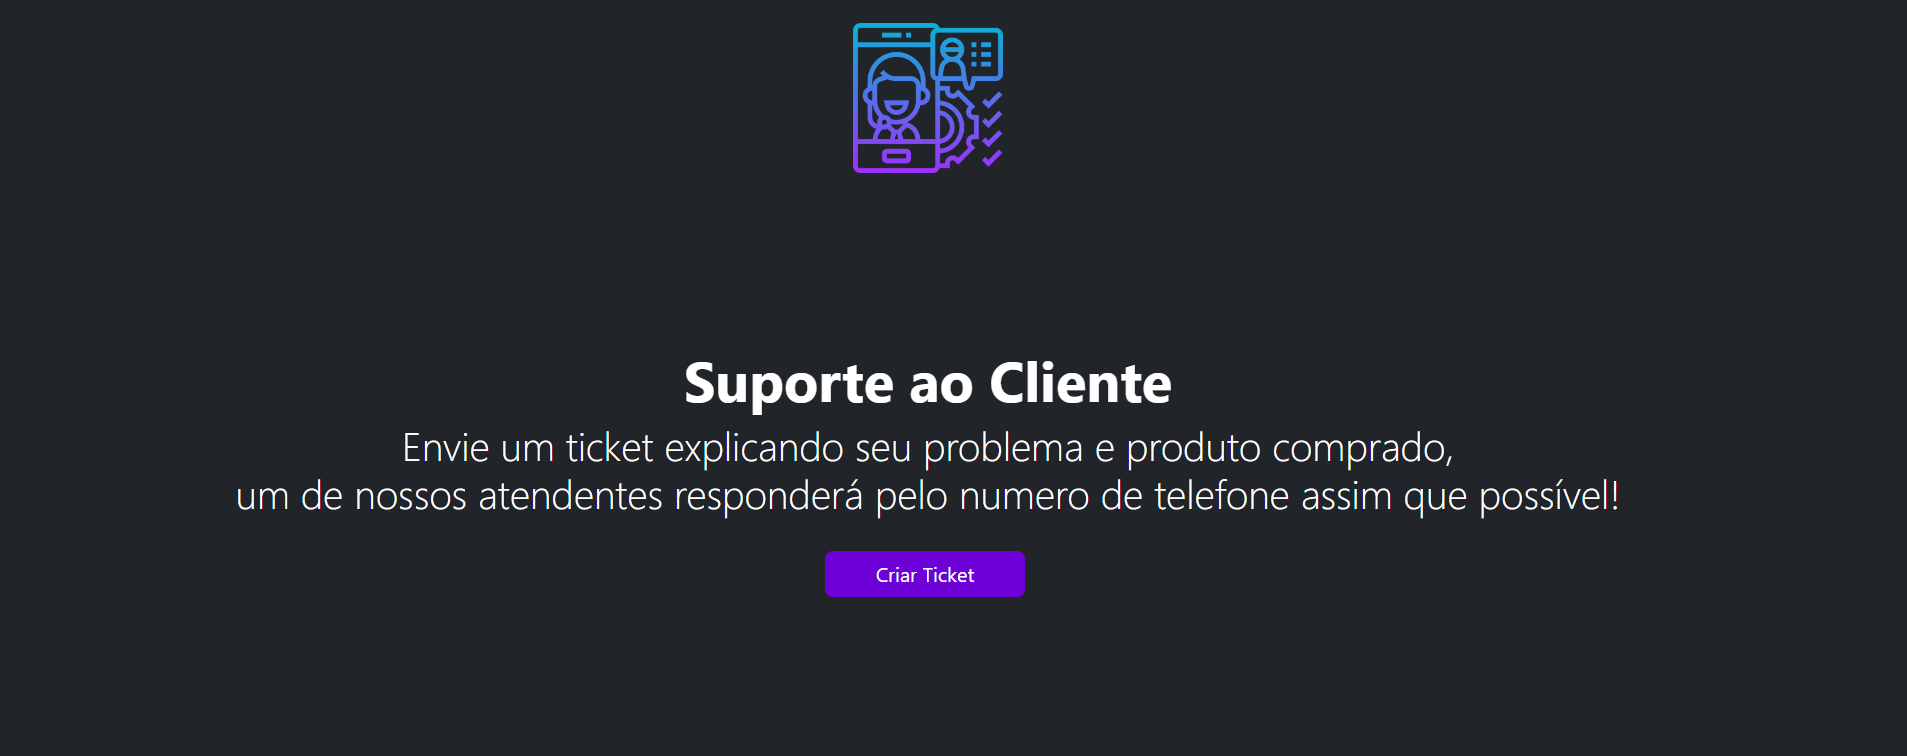 Suporte ao Cliente
Envie um ticket explicando seu problema e produto comprado,
um de nossos atendentes responderá pelo numero de telefone assim que possível!
Criar Ticket